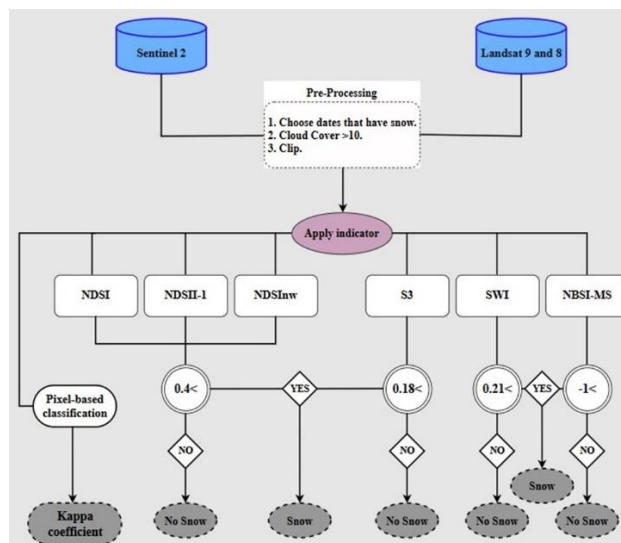 Sentinel 2
Landsat 9 and 8
Pre-Processing
1. Choose dates that have snow.
2. Cloud Cover >10.
3. Clip.
Apply indicator
NDSI
NDSII-1
NDSInw
S3
SWI
NBSI-MS
Pixel-based
classification
0.4<
YES
0.18<
0.21<
YES
-1<
NO
NO
NO
NO
Snow
Kappa
coefficient
No Snow
Snow
No Snow
No Snow
No Snow